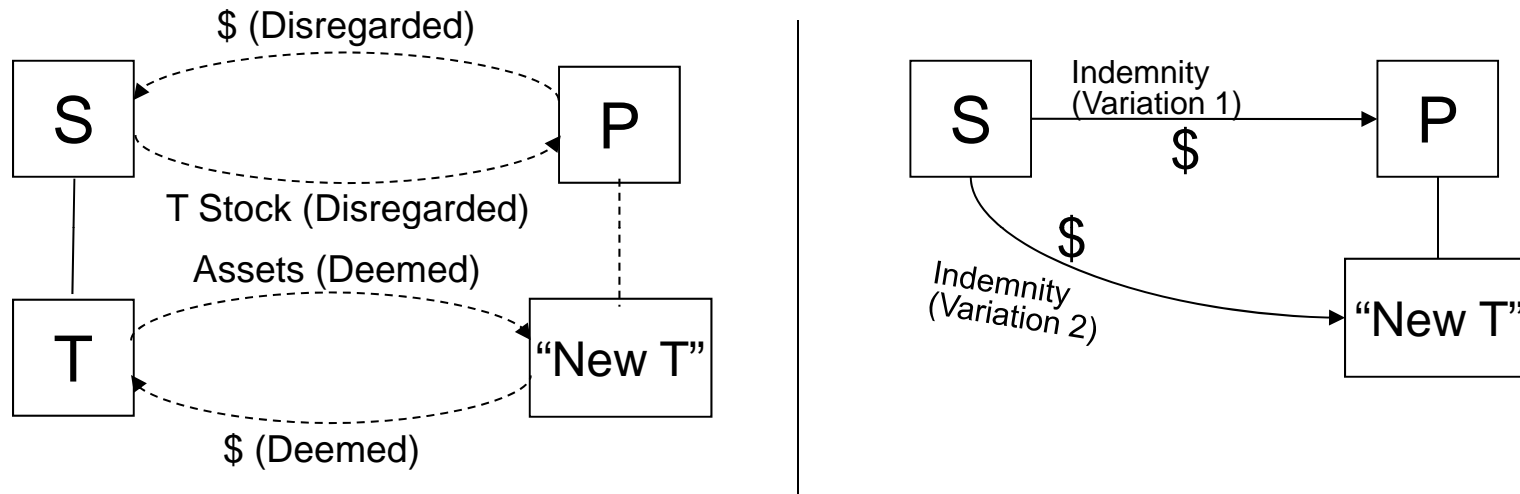 $ (Disregarded)
S
P
T Stock (Disregarded)
Assets (Deemed)
T
“New T”
$ (Deemed)
S
Indemnity
(Variation 1)
$
P
$
Indemnity
(Variation 2)
“New T”